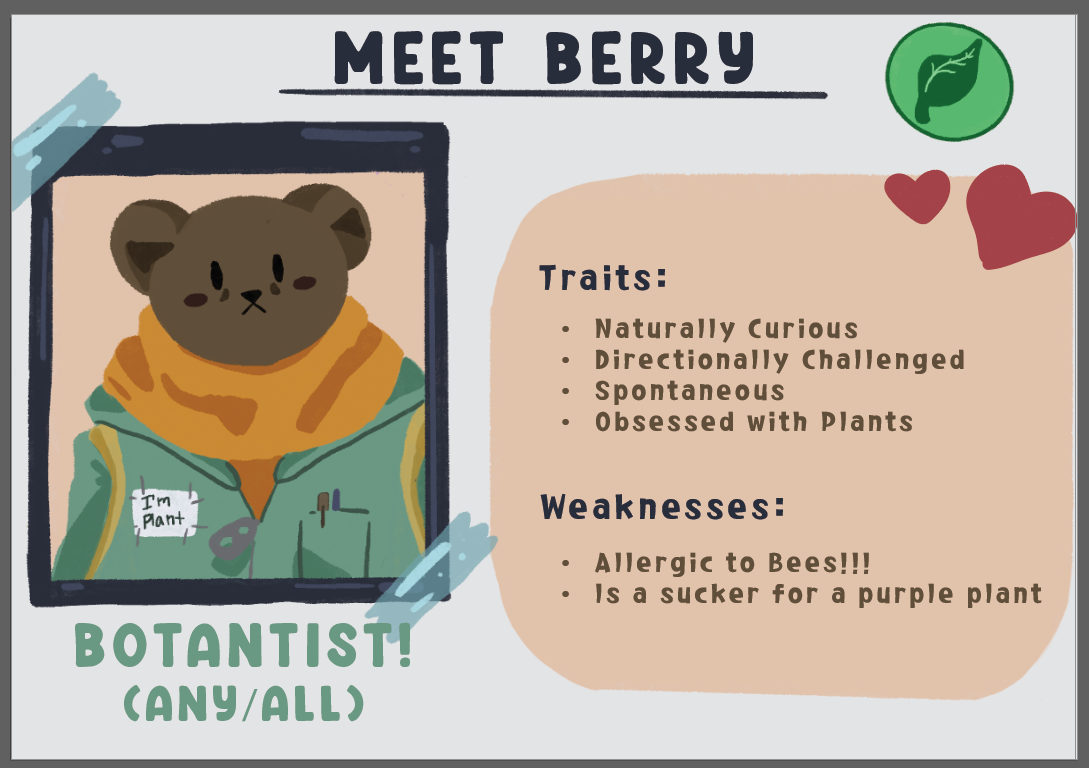 MEET BERRY
I'm
Plant
BOTANTIST!
(ANY/ALL)
Traits:
• Naturally Curious
• Directionally Challenged
• Spontaneous
• Obsessed with Plants
Weaknesses:
• Allergic to Bees!!!
• Is a sucker for a purple plant